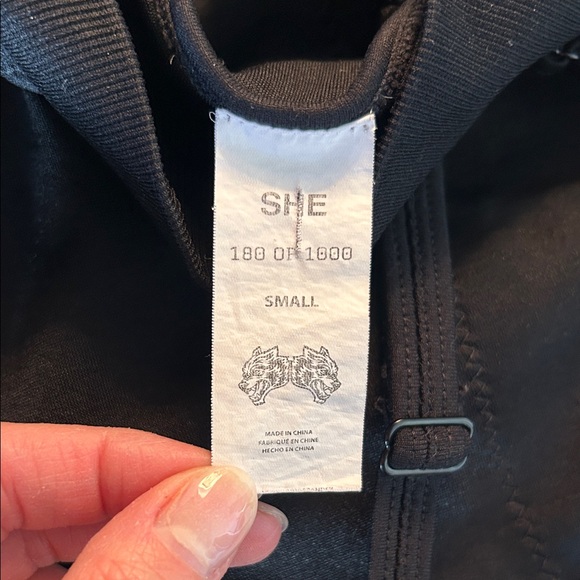 SHE
180 OF 1000
SMALL
MADE IN CHINA
FABRIQUÉ EN CHINE
HECHO EN CHINA